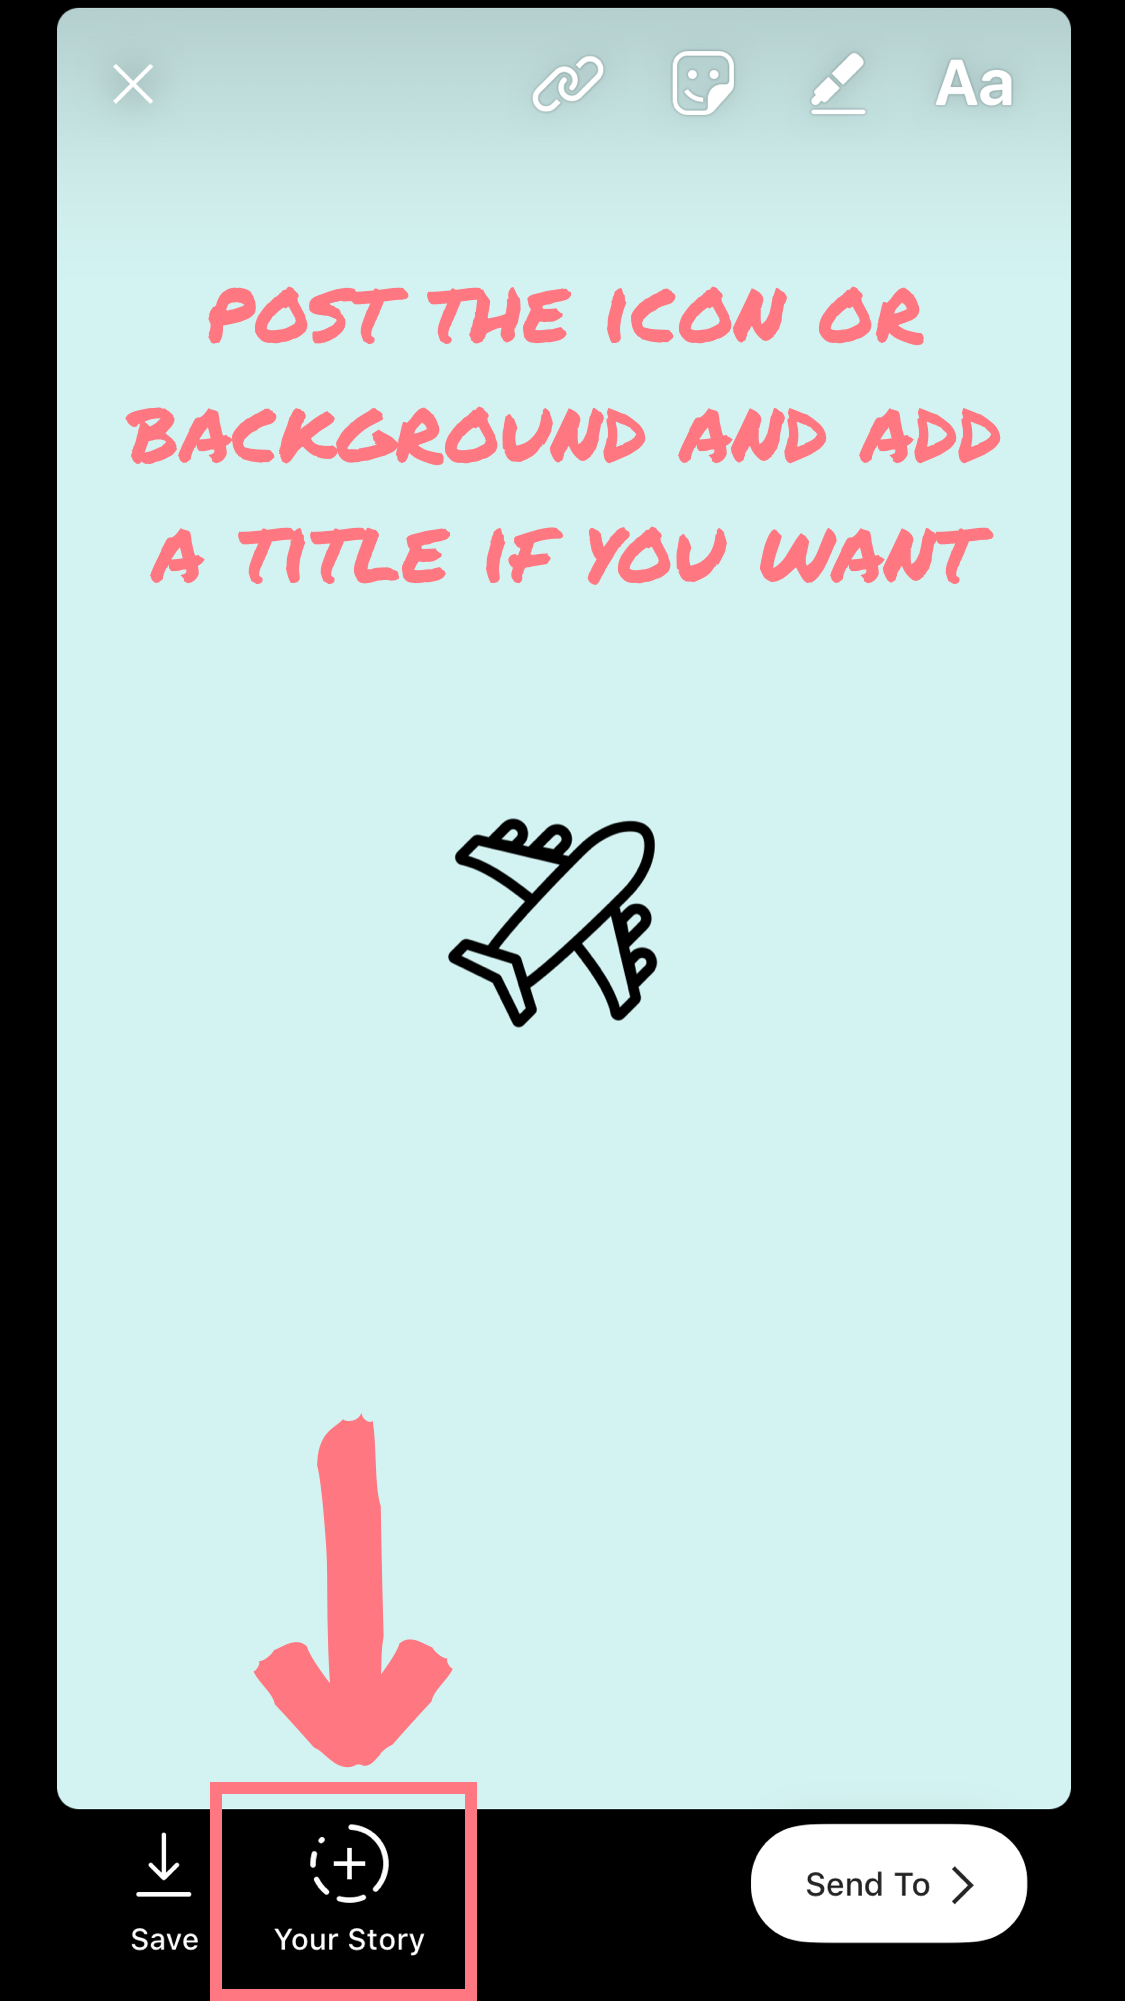 Aa
POST THE ICON OR
BACKGROUND AND ADD
A TITLE IF YOU WANT
Save
Your Story
Send To